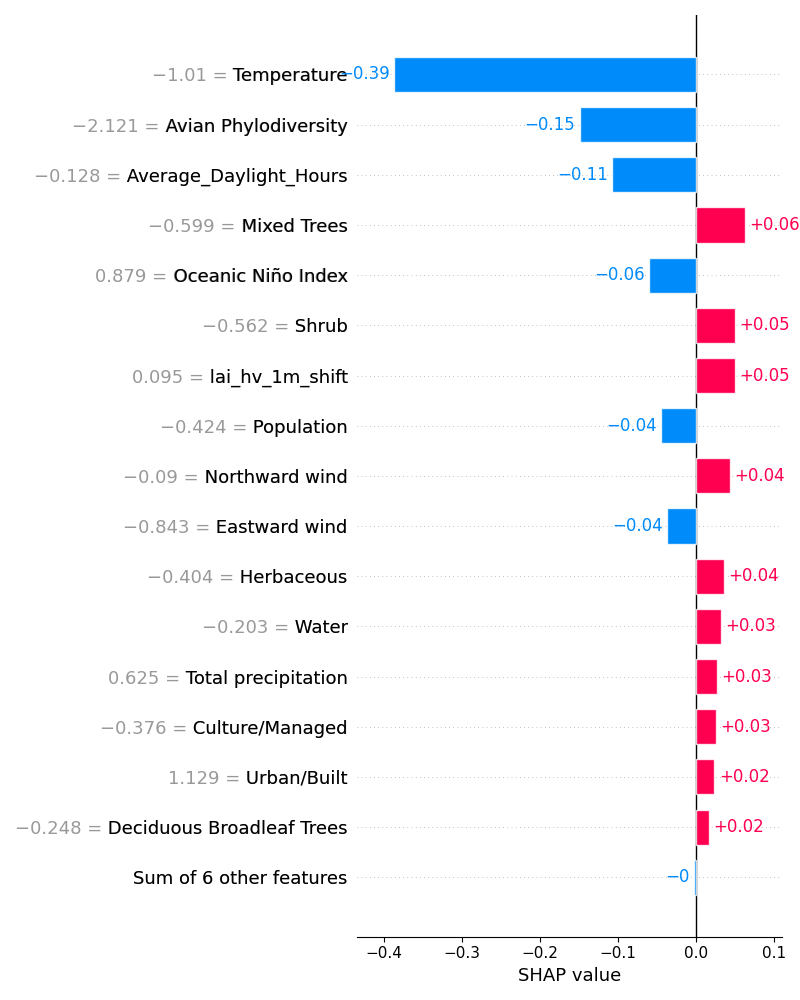 −1.01 = Temperature −0.39
−2.121 = Avian Phylodiversity −0.15
−0.128 = Average_Daylight_Hours −0.11
−0.599 = Mixed Trees +0.06
0.879 = Oceanic Niño Index −0.06
−0.562 = Shrub +0.05
0.095 = lai_hv_1m_shift +0.05
−0.424 = Population −0.04
−0.09 = Northward wind +0.04
−0.843 = Eastward wind −0.04
−0.404 = Herbaceous +0.04
−0.203 = Water +0.03
0.625 = Total precipitation +0.03
−0.376 = Culture/Managed +0.03
1.129 = Urban/Built +0.02
−0.248 = Deciduous Broadleaf Trees +0.02
Sum of 6 other features −0
−0.4 −0.3 −0.2 −0.1 0.0 0.1
SHAP value